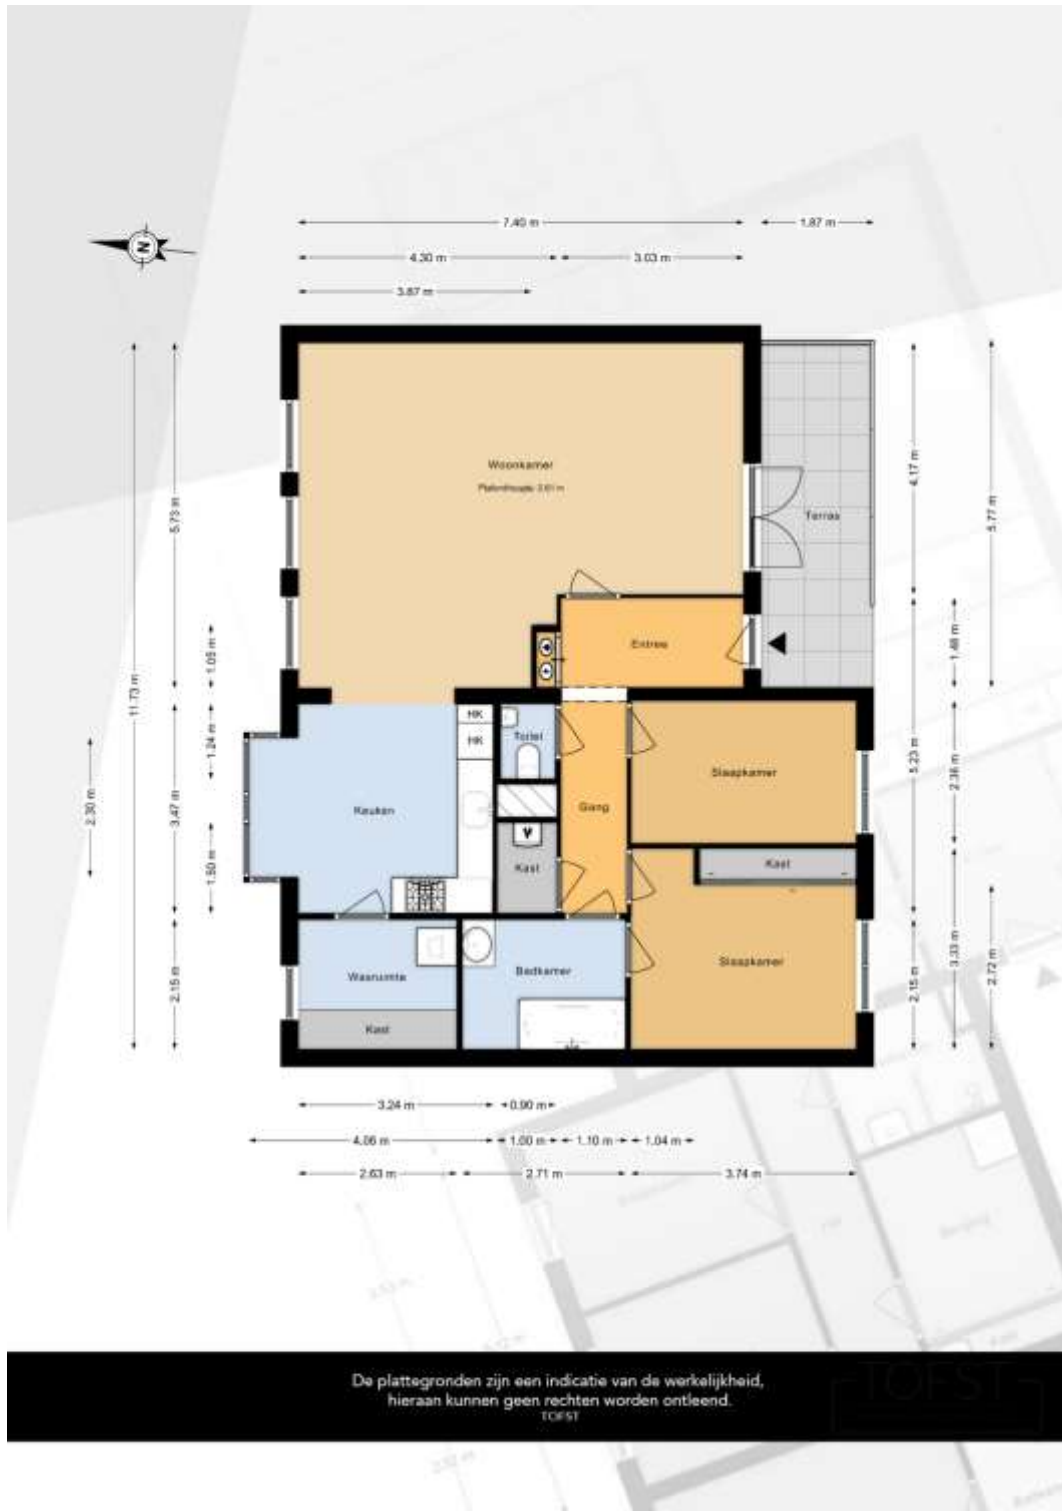 7.40 m
1.87 m
4.30 m
3.03 m
3.87 m
N
11.73 m
5.73 m
1.09 m
1.24 m
3.47 m
2.30 m
1.50 m
2.15 m
Woonkamer
Terras
4.17 m
5.77 m
Entree
1.48 m
HK
HK
Toilet
Keuken
Gang
Slaapkamer
5.23 m
2.36 m
V
Kast
Kast
Slaapkamer
3.33 m
2.72 m
2.15 m
Wasruimte
Badkamer
Kast
3.24 m
0.90 m
4.06 m
1.00 m
1.10 m
1.04 m
2.63 m
2.71 m
3.74 m
De plattegronden zijn een indicatie van de werkelijkheid,
hieraan kunnen geen rechten worden ontleend.
TOFST
TOFST